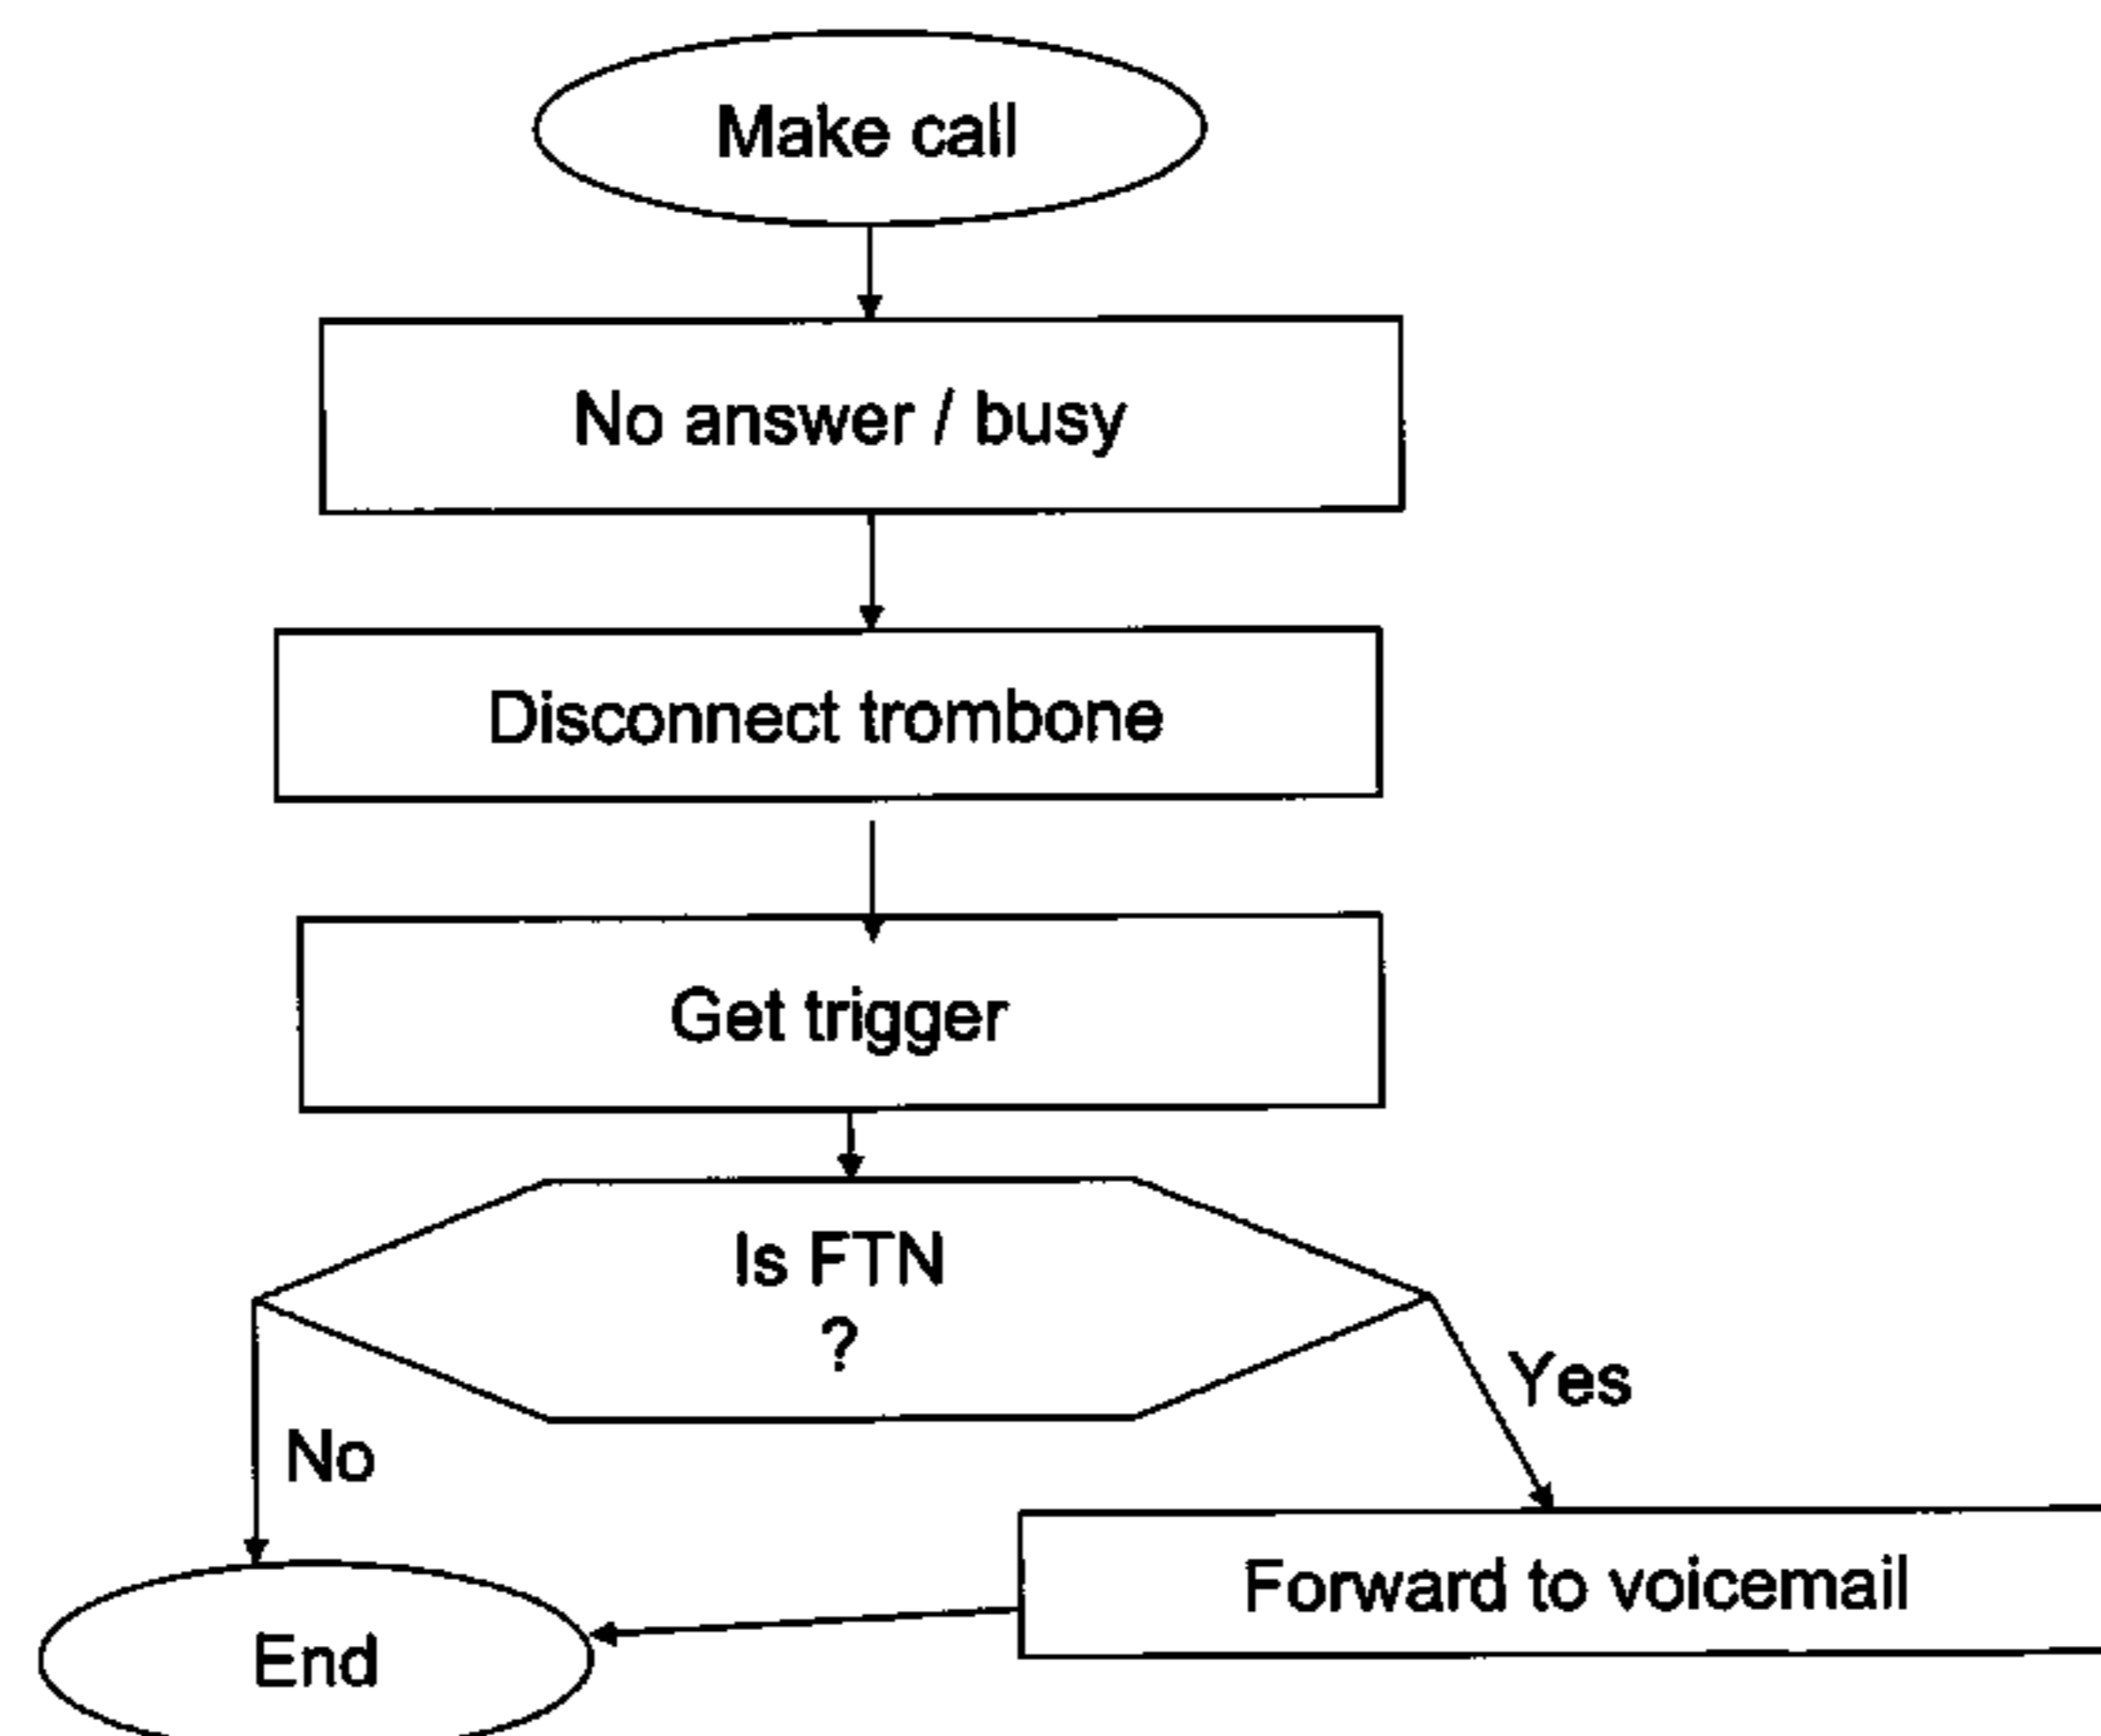 Make call
No answer / busy
Disconnect trombone
Get trigger
Is FTN
?
Yes
No
Forward to voicemail
End